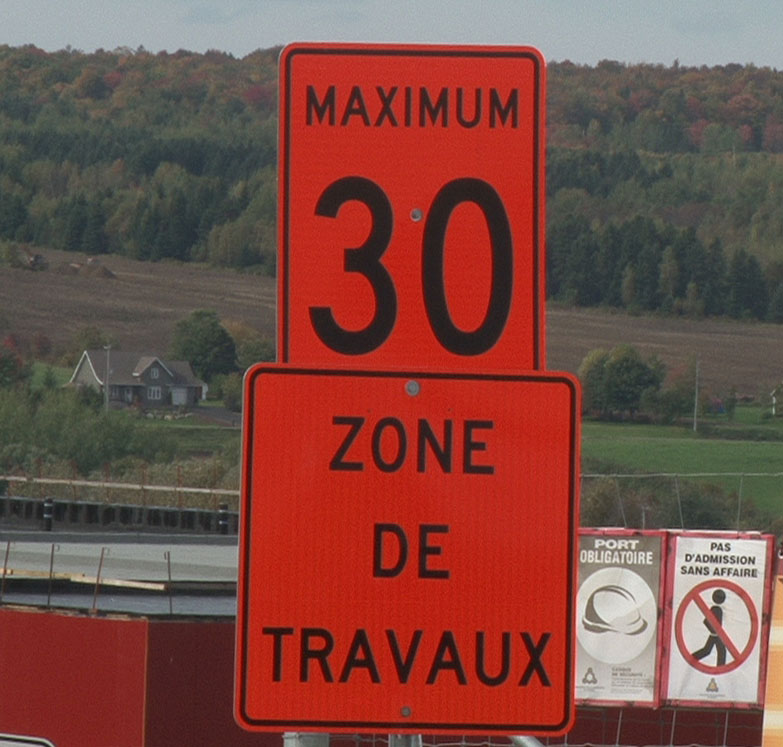 MAXIMUM
30
ZONE
DE
TRAVAUX
PORT
OBLIGATOIRE
PAS
D'ADMISSION
SANS AFFAIRE